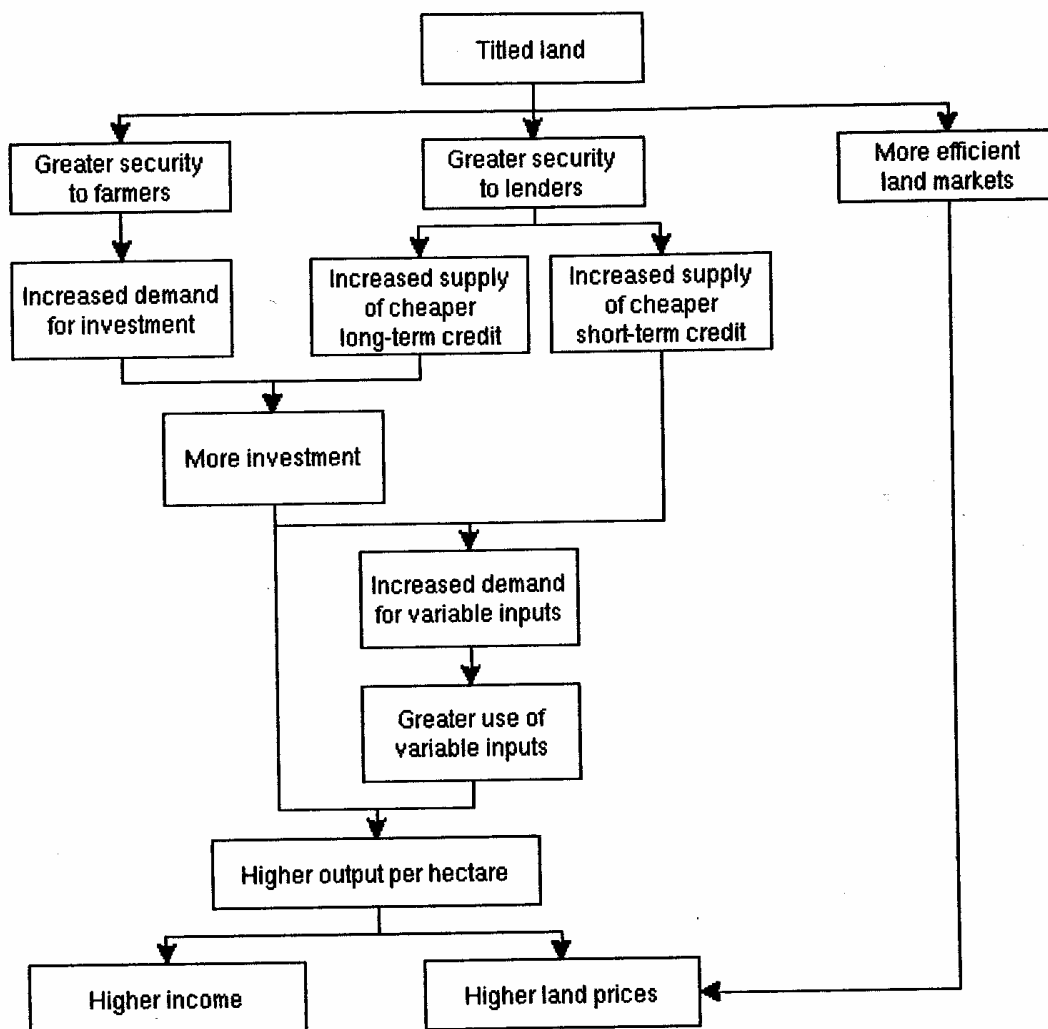 Titled land
Greater security
to farmers
Greater security
to lenders
More efficient
land markets
Increased demand
for investment
Increased supply
of cheaper
long-term credit
Increased supply
of cheaper
short-term credit
More investment
Increased demand
for variable inputs
Greater use of
variable inputs
Higher output per hectare
Higher income
Higher land prices